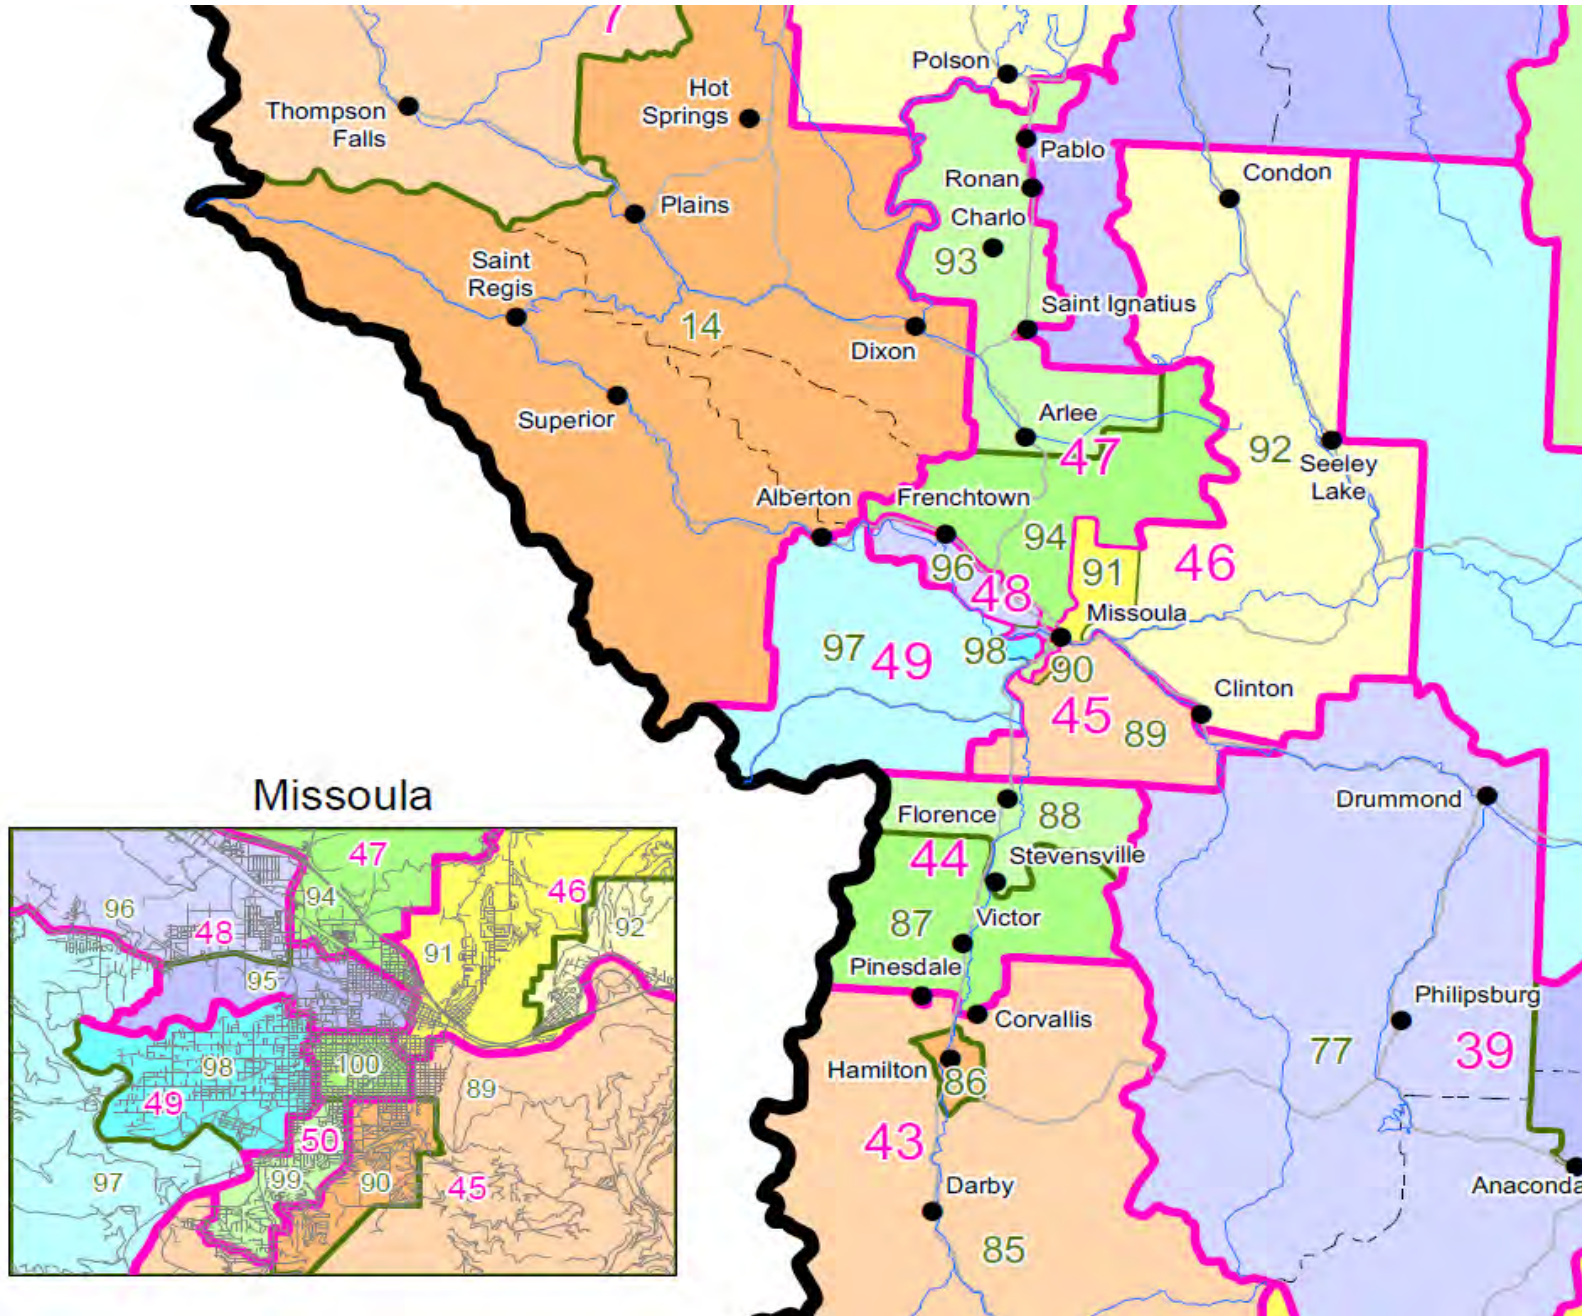 7
Polson
Hot
Springs
Thompson
Falls
Pablo
Condon
Ronan
Plains
Charlo
Saint
Regis
93
Saint Ignatius
14
Dixon
Superior
Arlee
47
92
Seeley
Lake
Alberton
Frenchtown
94
96
91
46
48
Missoula
97
49
98
90
Clinton
45
89
Missoula
Florence
88
Drummond
44
Stevensville
87
Victor
Pinesdale
Philipsburg
Corvallis
77
39
Hamilton
86
43
Darby
Anaconda
85
47
46
94
96
48
91
92
95
98
100
89
49
50
97
99
90
45